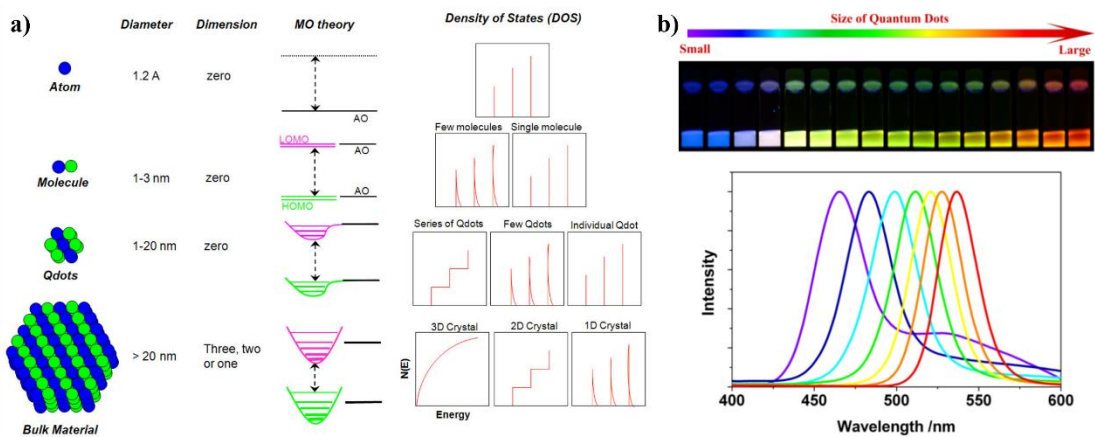 a)
Diameter Dimension MO theory Density of States (DOS)
Atom
1.2 A
zero
AO
Few molecules Single molecule
LOMO
AO
Molecule
1-3 nm
zero
AO
HOMO
Series of Qdots Few Qdots Individual Qdot
Qdots
1-20 nm
zero
3D Crystal 2D Crystal 1D Crystal
Bulk Material
> 20 nm
Three, two
or one
N(E)
Energy
b)
Size of Quantum Dots
Small Large
Intensity
400 450 500 550 600
Wavelength /nm